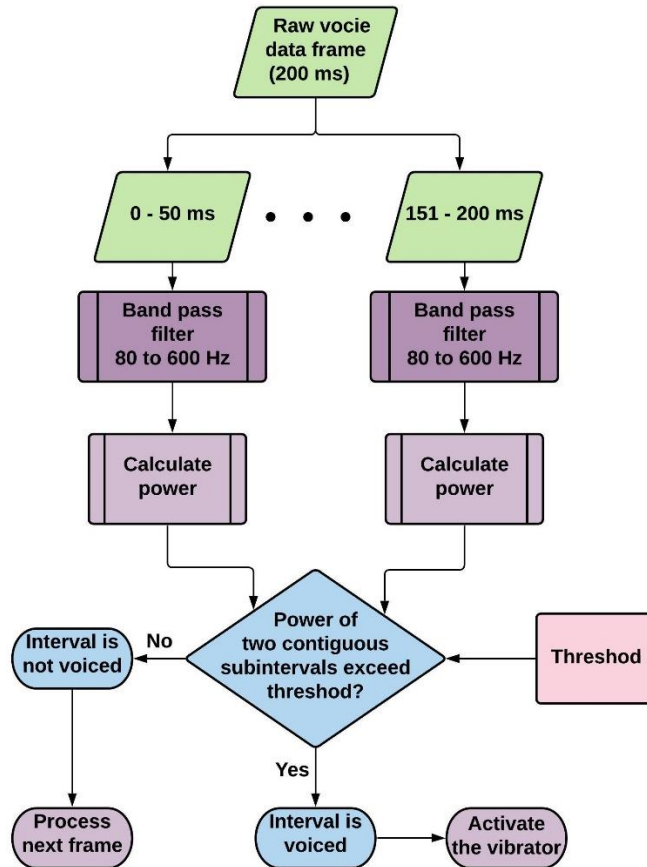 Raw vocie
data frame
(200 ms)
0 - 50 ms
151 - 200 ms
Band pass
filter
80 to 600 Hz
Band pass
filter
80 to 600 Hz
Calculate
power
Calculate
power
Power of
two contiguous
subintervals exceed
threshod?
No
Interval is
not voiced
Threshod
Yes
Process
next frame
Interval is
voiced
Activate
the vibrator